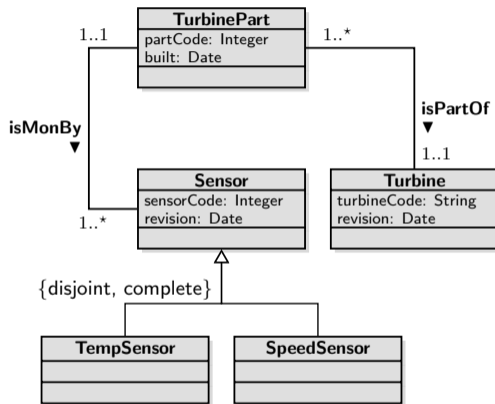 TurbinePart
partCode: Integer
built: Date
1..1
1..*
isMonBy
▼
isPartOf
▼
1..*
1..1
Sensor
sensorCode: Integer
revision: Date
Turbine
turbineCode: String
revision: Date
{disjoint, complete}
TempSensor
SpeedSensor